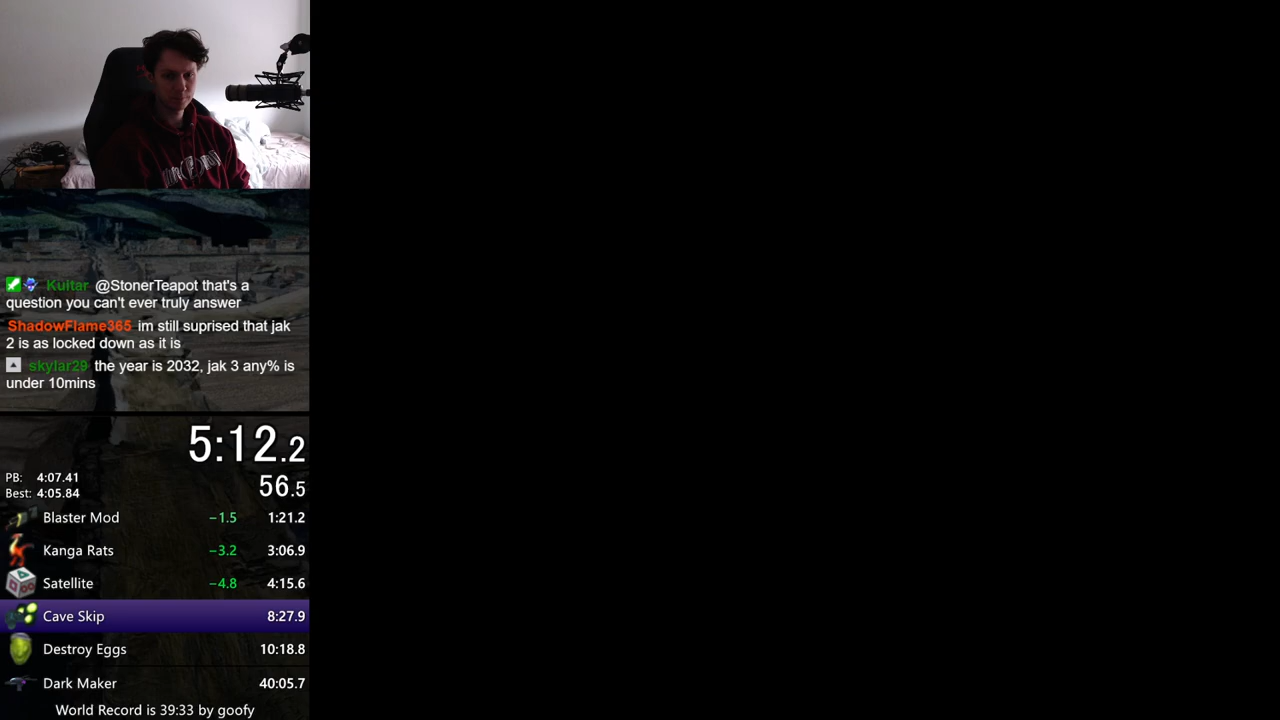 Kultar @StonerTeapot that's a
question you can't ever truly answer
ShadowFlame365 im still suprised that jak
2 is as locked down as it is
skylar29 the year is 2032, jak 3 any% is
under 10mins
5:12.2
PB: 4:07.41
56.5
Best: 4:05.84
Blaster Mod −1.5 1:21.2
Kanga Rats −3.2 3:06.9
Satellite −4.8 4:15.6
Cave Skip 8:27.9
Destroy Eggs 10:18.8
Dark Maker 40:05.7
World Record is 39:33 by goofy